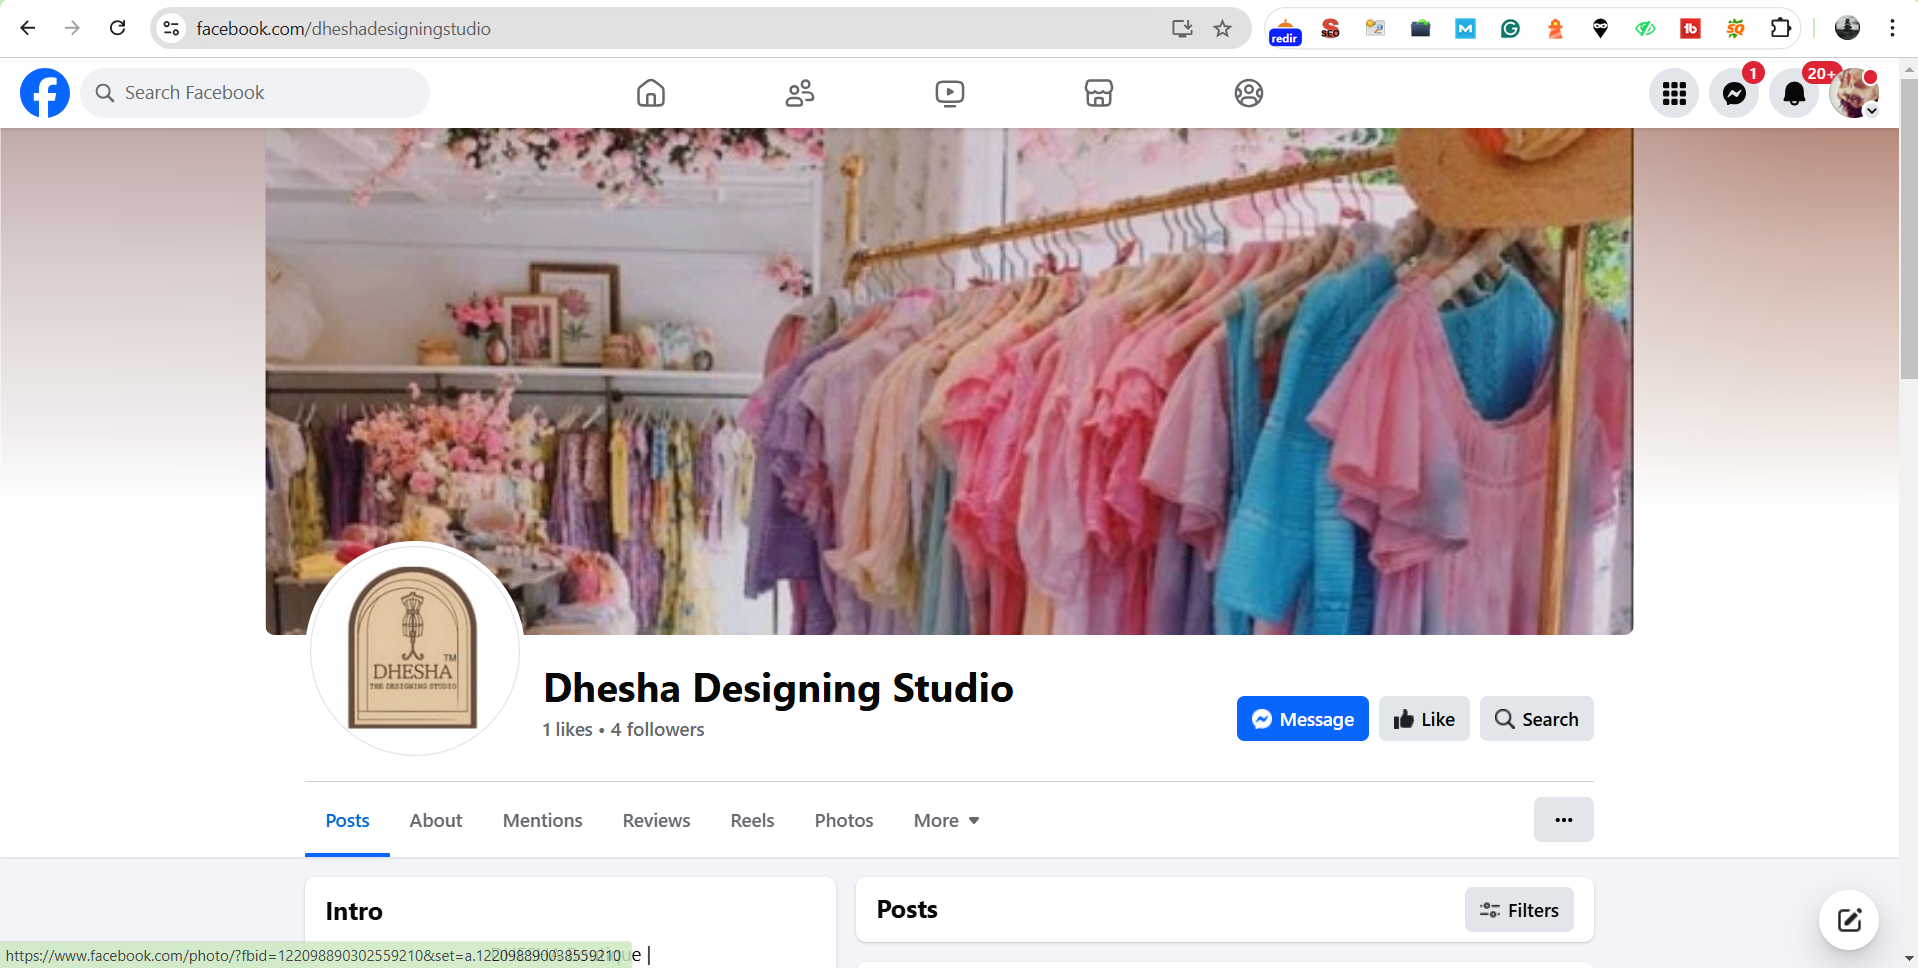 facebook.com/dheshadesigningstudio
redir
SEO
Search Facebook
1
20+
DHESHA
TM
THE DESIGNING STUDIO
Dhesha Designing Studio
1 likes • 4 followers
Message
Like
Search
Posts
About
Mentions
Reviews
Reels
Photos
More
Intro
Posts
Filters
https://www.facebook.com/photo/?fbid=122098890302559210&set=a.122098890038559210